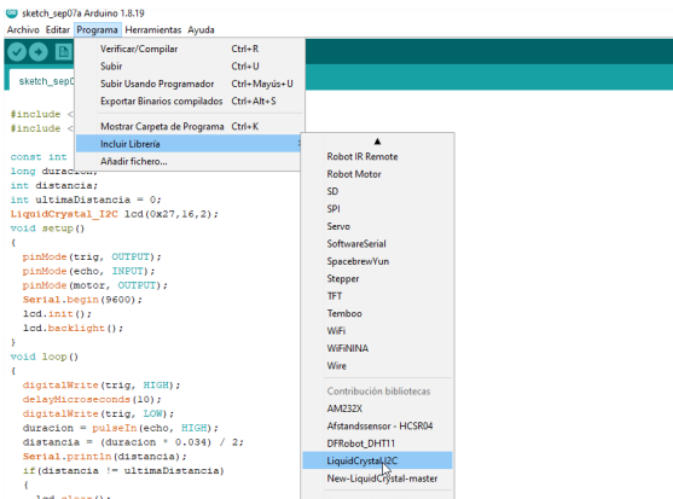 sketch_sep07a Arduino 1.8.19
Archivo Editar Programa Herramientas Ayuda
Verificar/Compilar Ctrl+R
Subir Ctrl+U
Subir Usando Programador Ctrl+Mayús+U
Exportar Binarios compilados Ctrl+Alt+S
Mostrar Carpeta de Programa Ctrl+K
Incluir Librería
Añadir fichero...
Robot IR Remote
Robot Motor
SD
SPI
Servo
SoftwareSerial
SpacebrewYun
Stepper
TFT
Temboo
WiFi
WiFiNINA
Wire
Contribución bibliotecas
AM232X
Afstandssensor - HCSR04
DFRobot_DHT11
LiquidCrystal I2C
New-LiquidCrystal-master
#include <
#include <
const int
long duracion;
int distancia;
int ultimaDistancia = 0;
LiquidCrystal_I2C lcd(0x27,16,2);
void setup()
{
pinMode(trig, OUTPUT);
pinMode(echo, INPUT);
pinMode(motor, OUTPUT);
Serial.begin(9600);
lcd.init();
lcd.backlight();
}
void loop()
{
digitalWrite(trig, HIGH);
delayMicroseconds(10);
digitalWrite(trig, LOW);
duracion = pulseIn(echo, HIGH);
distancia = (duracion * 0.034) / 2;
Serial.println(distancia);
if(distancia != ultimaDistancia)
{
lcd.clear();